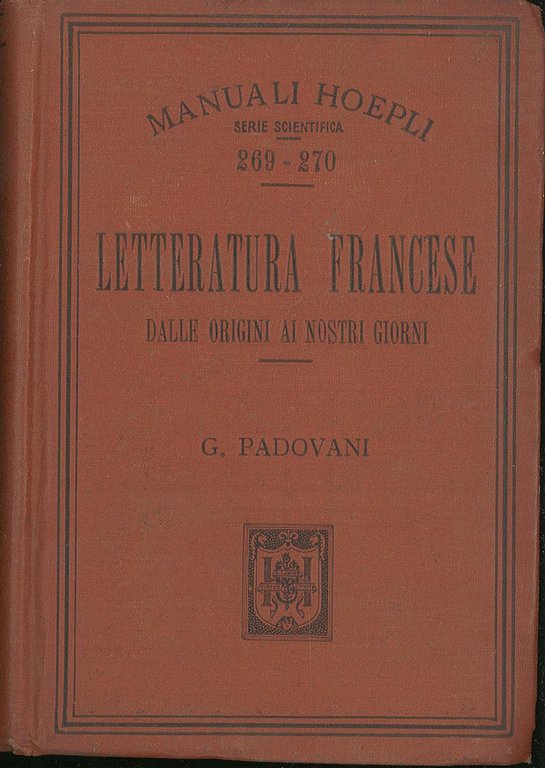 MANUALI HOEPLI
SERIE SCIENTIFICA
269 - 270
LETTERATURA FRANCESE
DALLE ORIGINI AI NOSTRI GIORNI
G. PADOVANI
H